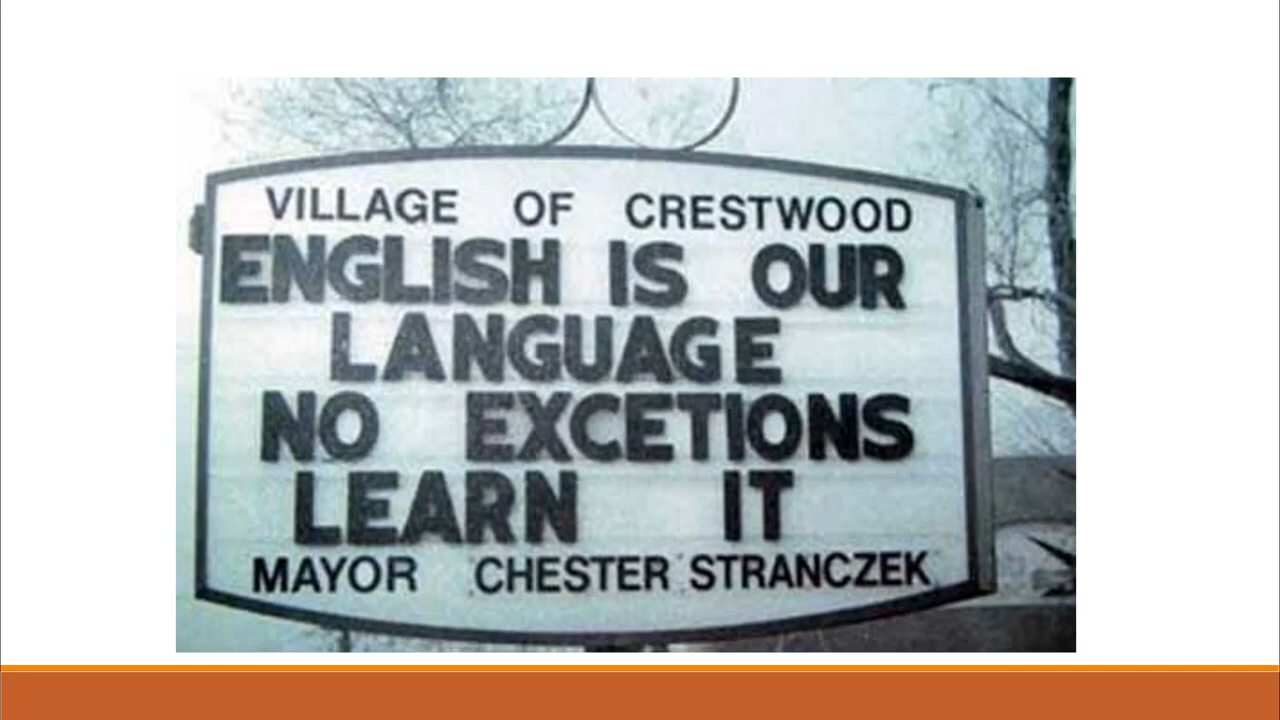 VILLAGE OF CRESTWOOD
ENGLISH IS OUR
LANGUAGE
NO EXCETIONS
LEARN IT
MAYOR CHESTER STRANCZEK